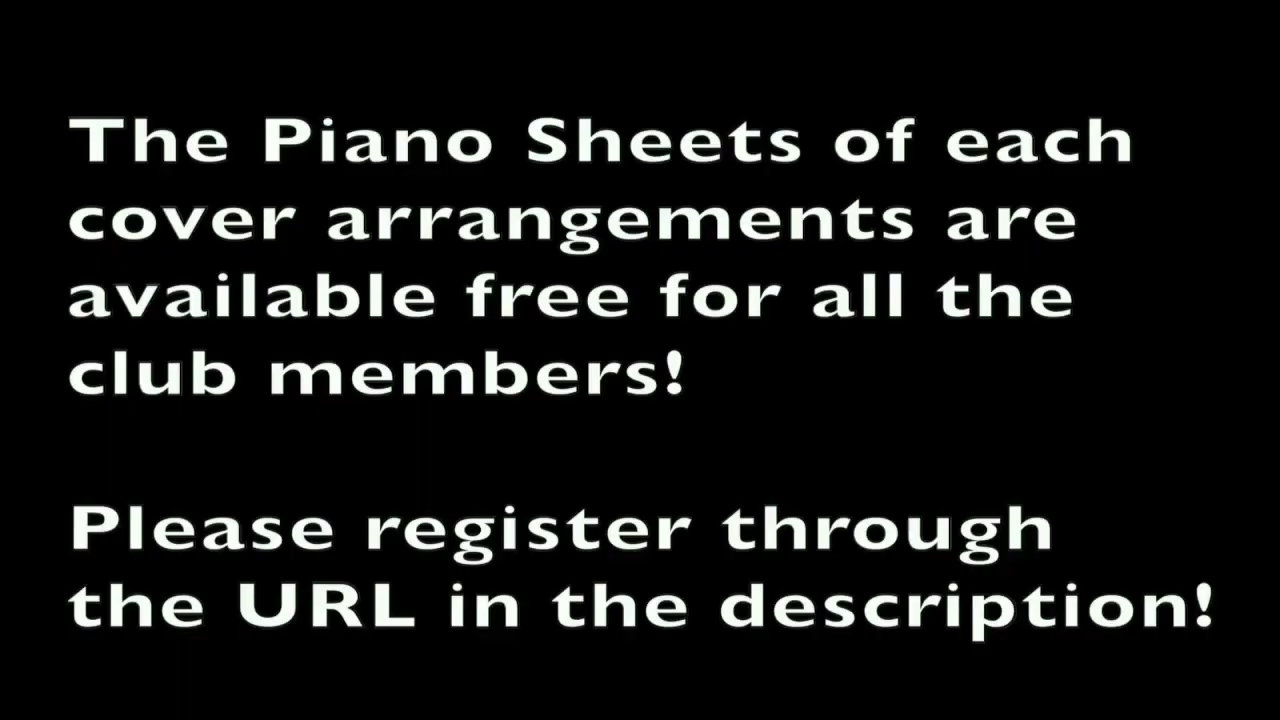 The Piano Sheets of each
cover arrangements are
available free for all the
club members!
Please register through
the URL in the description!